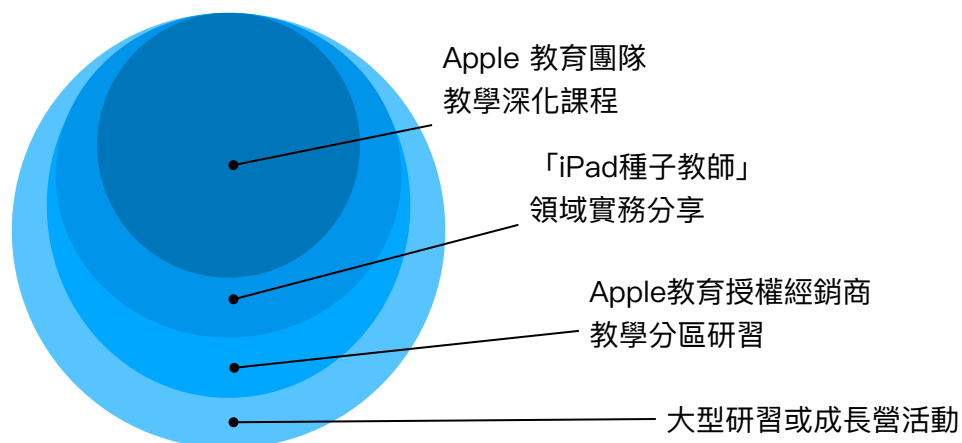 Apple 教育團隊
教學深化課程
「iPad種子教師」
領域實務分享
Apple教育授權經銷商
教學分區研習
大型研習或成長營活動